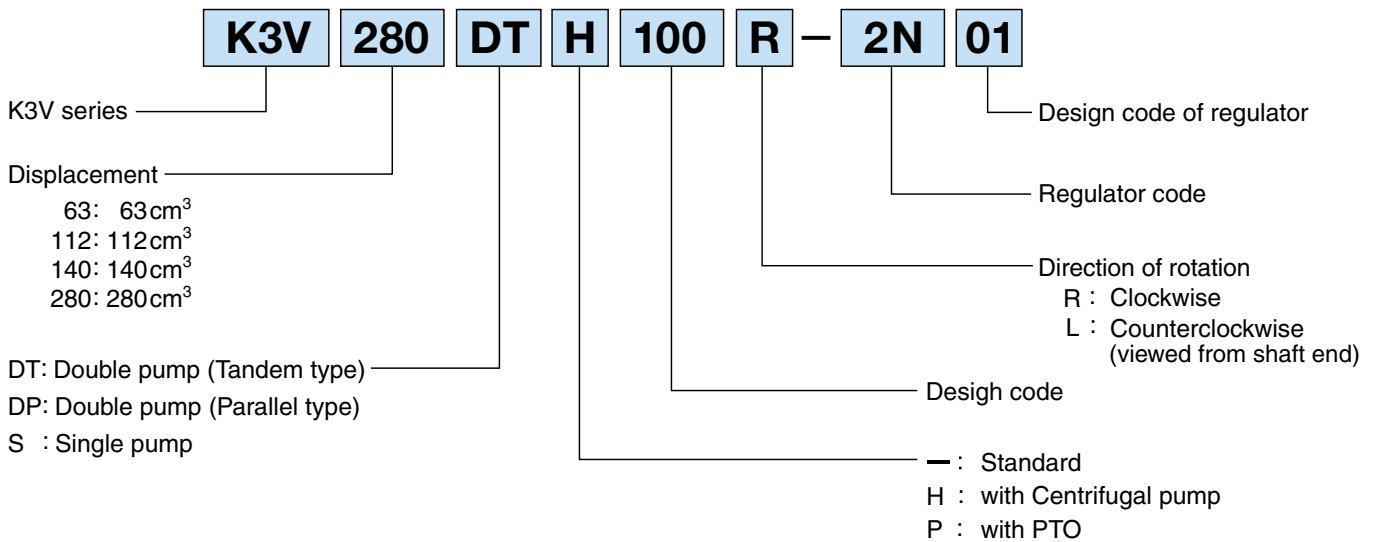 K3V 280 DT H 100 R – 2N 01
K3V series
Displacement
63: 63cm³
112: 112cm³
140: 140cm³
280: 280cm³
DT: Double pump (Tandem type)
DP: Double pump (Parallel type)
S : Single pump
Design code of regulator
Regulator code
Direction of rotation
R : Clockwise
L : Counterclockwise
(viewed from shaft end)
Desigh code
— : Standard
H : with Centrifugal pump
P : with PTO